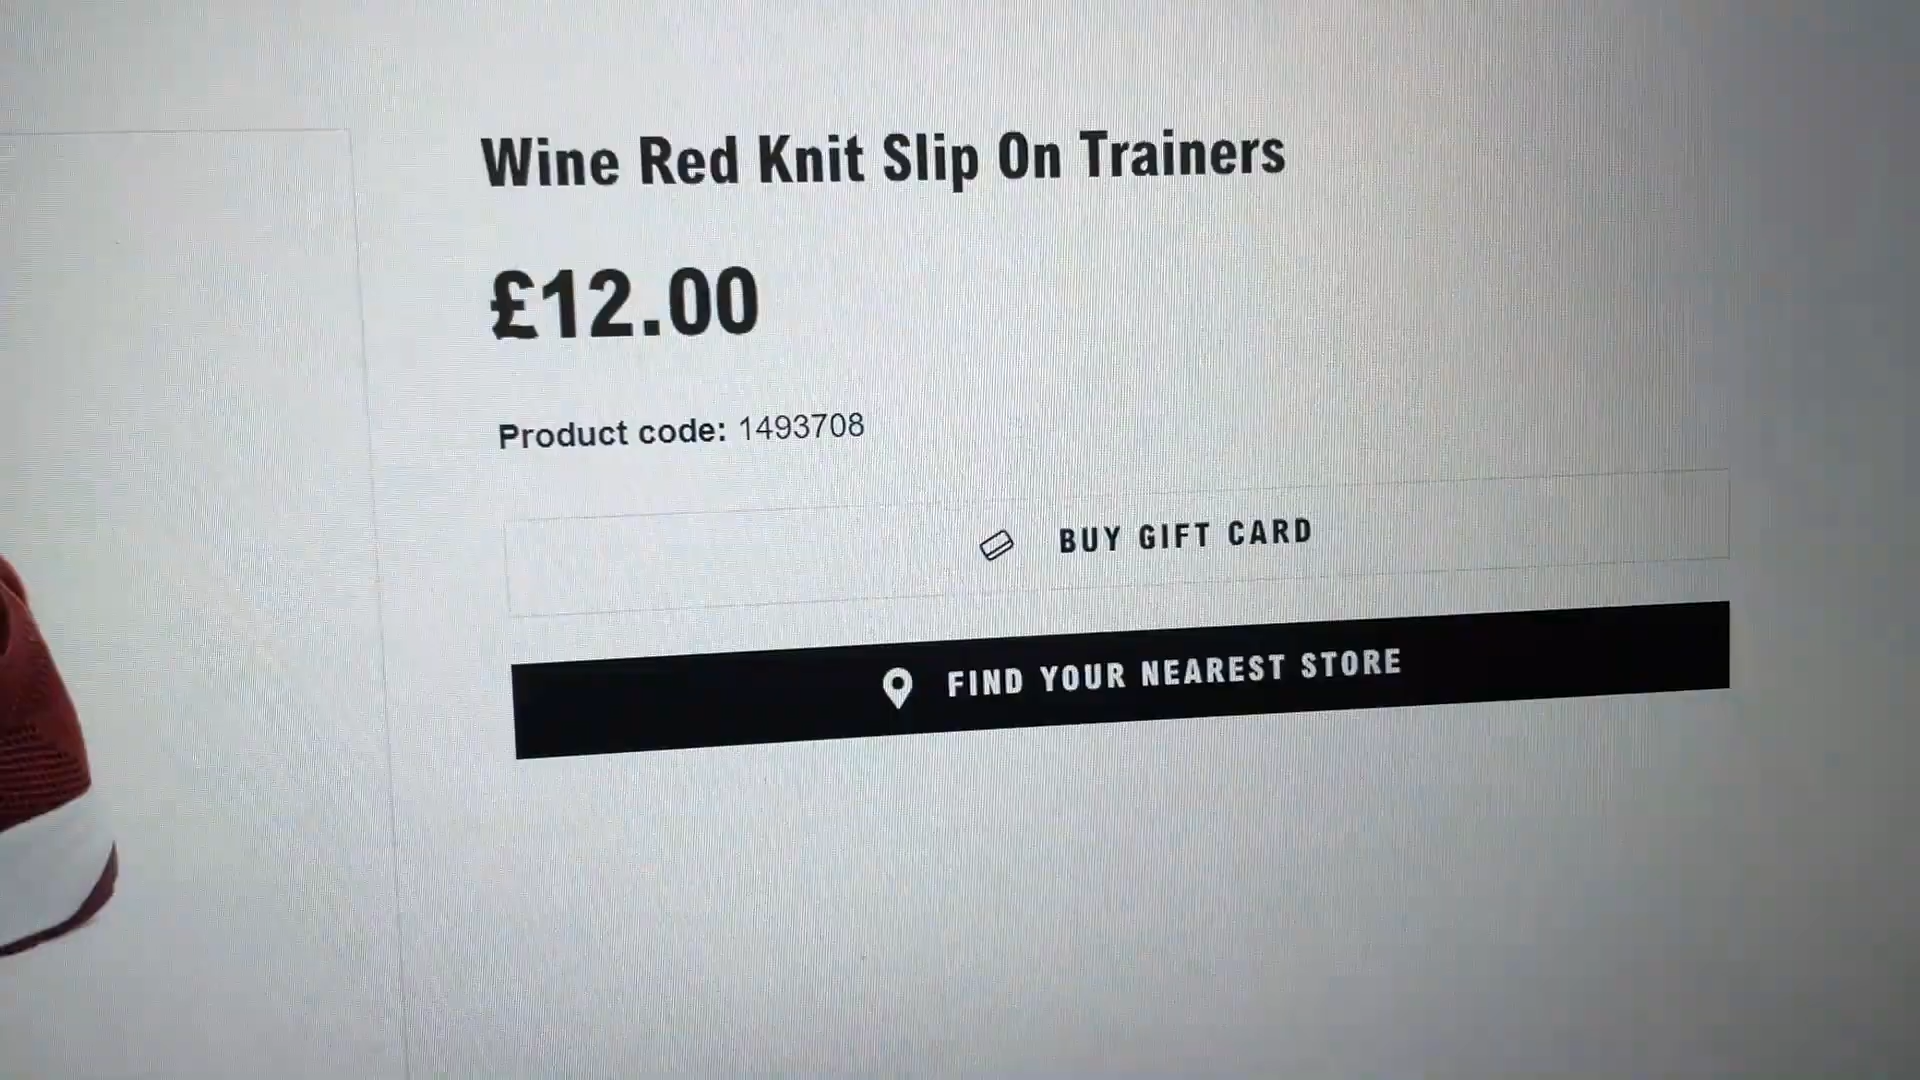 Wine Red Knit Slip On Trainers
£12.00
Product code: 1493708
BUY GIFT CARD
FIND YOUR NEAREST STORE